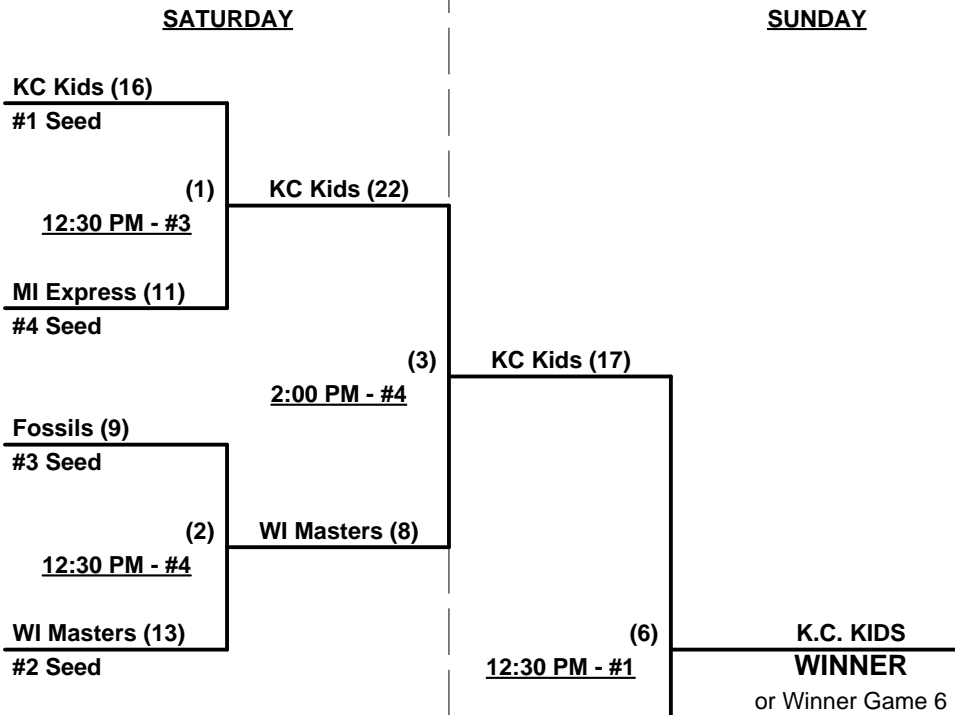 SATURDAY
SUNDAY
KC Kids (16)
#1 Seed
(1)
KC Kids (22)
12:30 PM - #3
MI Express (11)
#4 Seed
(3)
KC Kids (17)
2:00 PM - #4
Fossils (9)
#3 Seed
(2)
WI Masters (8)
12:30 PM - #4
WI Masters (13)
#2 Seed
(6)
K.C. KIDS
12:30 PM - #1
WINNER
or Winner Game 6